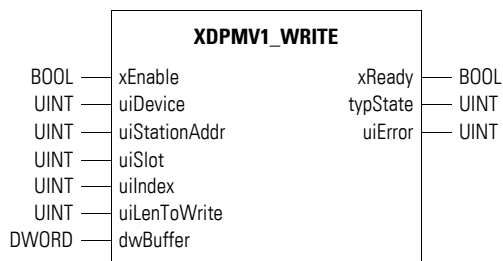 XDPMV1_WRITE
BOOL xEnable xReady BOOL
UINT uiDevice typState UINT
UINT uiStationAddr uiError UINT
UINT uiSlot
UINT uiIndex
UINT uiLenToWrite
DWORD dwBuffer